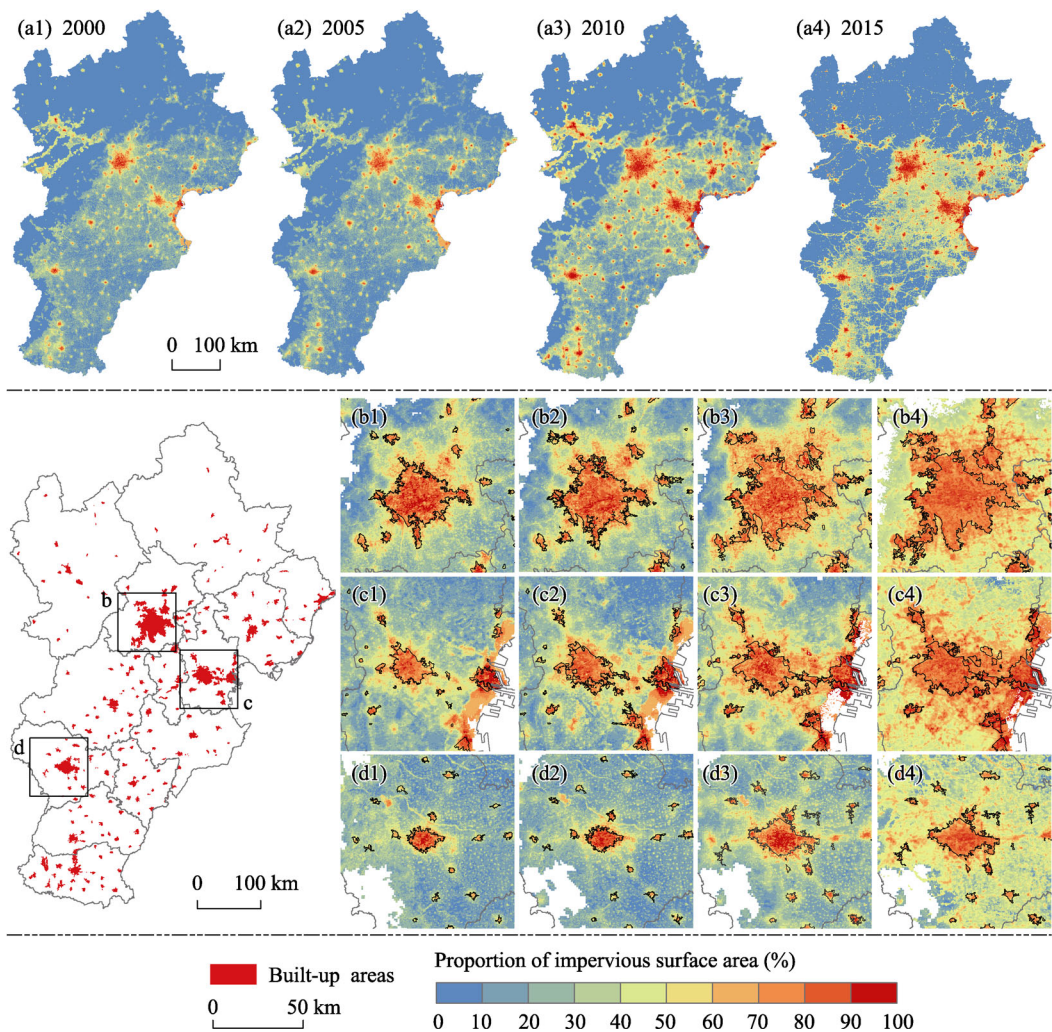 (a1) 2000
(a2) 2005
(a3) 2010
(a4) 2015
0 100 km
(b1)
(b2)
(b3)
(b4)
b
c
d
(c1)
(c2)
(c3)
(c4)
(d1)
(d2)
(d3)
(d4)
0 100 km
Built-up areas
0 50 km
Proportion of impervious surface area (%)
0 10 20 30 40 50 60 70 80 90 100